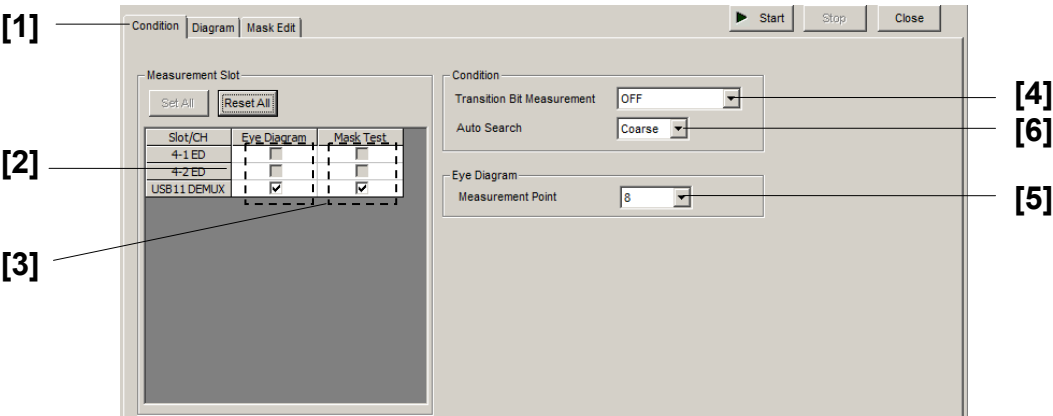 [1]
Condition Diagram Mask Edit
Start Stop Close
Measurement Slot
Set All Reset All
Slot/CH Eye Diagram Mask Test
4-1 ED
4-2 ED
USB11 DEMUX
[2]
[3]
Condition
Transition Bit Measurement OFF
[4]
Auto Search Coarse
[6]
Eye Diagram
Measurement Point 8
[5]